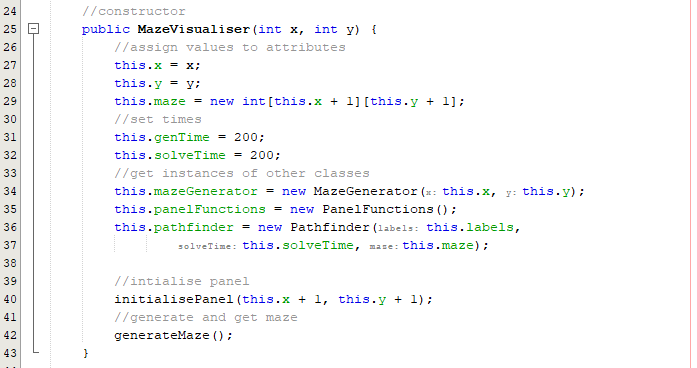 24 //constructor
25 public MazeVisualiser(int x, int y) {
26 //assign values to attributes
27 this.x = x;
28 this.y = y;
29 this.maze = new int[this.x + 1][this.y + 1];
30 //set times
31 this.genTime = 200;
32 this.solveTime = 200;
33 //get instances of other classes
34 this.mazeGenerator = new MazeGenerator(x: this.x, y: this.y);
35 this.panelFunctions = new PanelFunctions();
36 this.pathfinder = new Pathfinder(labels: this.labels,
37 solveTime: this.solveTime, maze: this.maze);
38
39 //intialise panel
40 initialisePanel(this.x + 1, this.y + 1);
41 //generate and get maze
42 generateMaze();
43 }